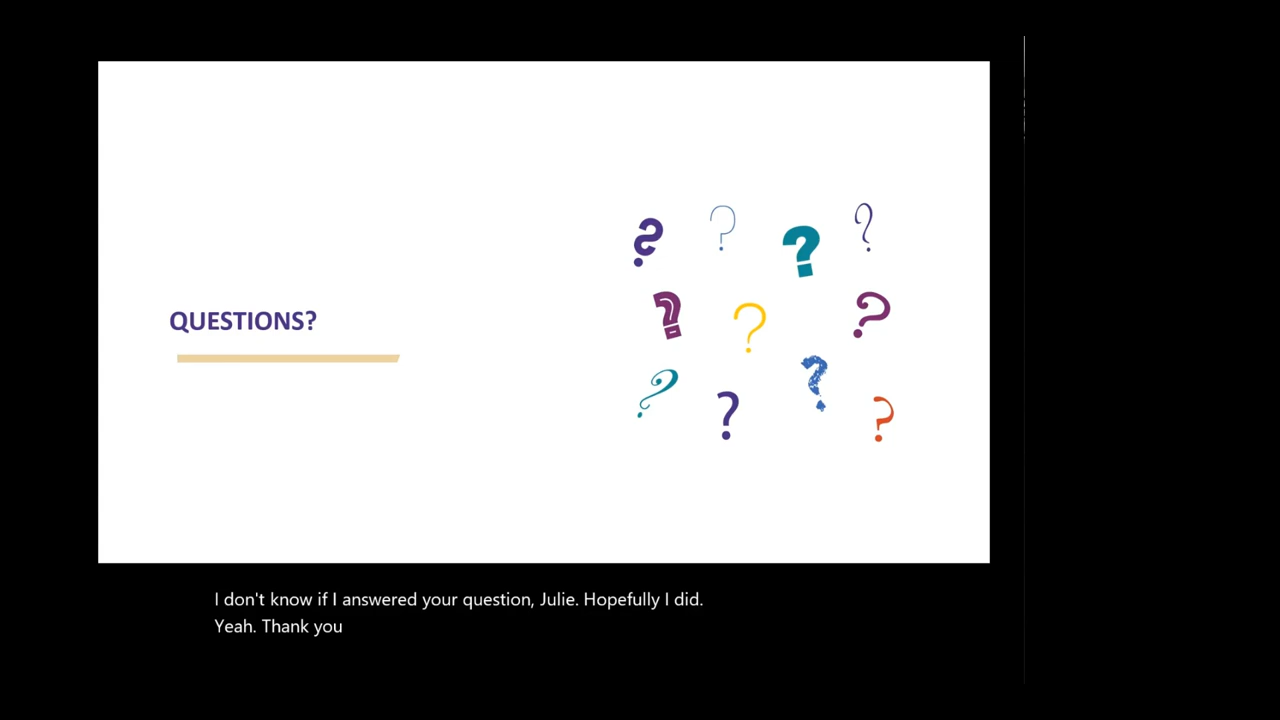 ? ? ? ?
QUESTIONS?
? ? ?
? ? ? ?
I don't know if I answered your question, Julie. Hopefully I did.
Yeah. Thank you